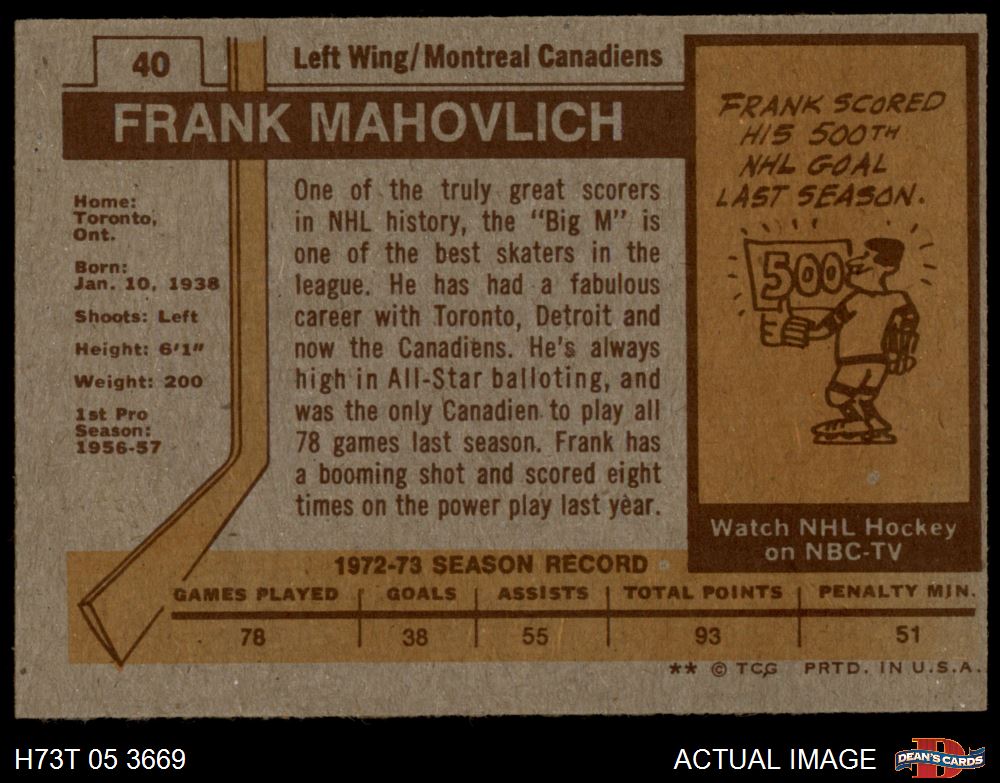 40
Left Wing/Montreal Canadiens
FRANK MAHOVLICH
Home:
Toronto,
Ont.
Born:
Jan. 10, 1938
Shoots: Left
Height: 6'1"
Weight: 200
1st Pro
Season:
1956-57
One of the truly great scorers
in NHL history, the "Big M" is
one of the best skaters in the
league. He has had a fabulous
career with Toronto, Detroit and
now the Canadiens. He's always
high in All-Star balloting, and
was the only Canadien to play all
78 games last season. Frank has
a booming shot and scored eight
times on the power play last year.
FRANK SCORED
HIS 500TH
NHL GOAL
LAST SEASON.
500
Watch NHL Hockey
on NBC-TV
1972-73 SEASON RECORD
GAMES PLAYED GOALS ASSISTS TOTAL POINTS PENALTY MIN.
78 38 55 93 51
** © TCG PRTD. IN U.S.A.
H73T 05 3669
ACTUAL IMAGE
D
DEAN'S CARDS